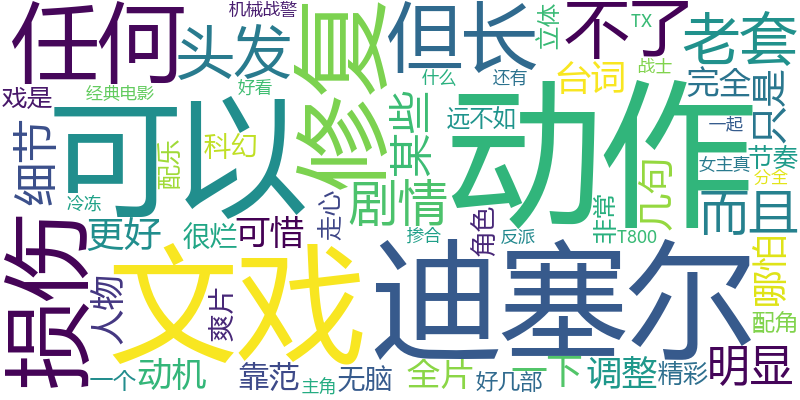 机械战警
TX
任何
头发
修复
但长
立体
不了
老套
戏是
经典电影
好看
什么
还有
台词
战士
完全
只是
可以
动作
细节
配乐
科幻
某些
远不如
一起
女主真
节奏
分全
冷冻
剧情
几句
而且
损伤
更好
很烂
可惜
走心
掺合
角色
反派
非常
T800
哪怕
文戏
迪塞尔
人物
爽片
配角
一个
动机
靠范
主角
无脑
全片
好几部
一下
调整
精彩
明显